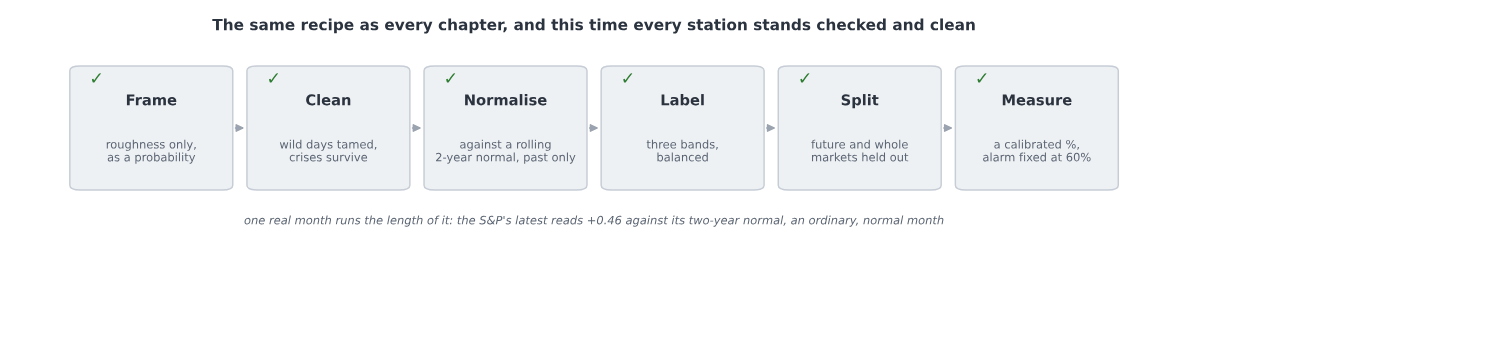 The same recipe as every chapter, and this time every station stands checked and clean
✓
Frame
roughness only,
as a probability
✓
Clean
wild days tamed,
crises survive
✓
Normalise
against a rolling
2-year normal, past only
✓
Label
three bands,
balanced
✓
Split
future and whole
markets held out
✓
Measure
a calibrated %,
alarm fixed at 60%
one real month runs the length of it: the S&P's latest reads +0.46 against its two-year normal, an ordinary, normal month